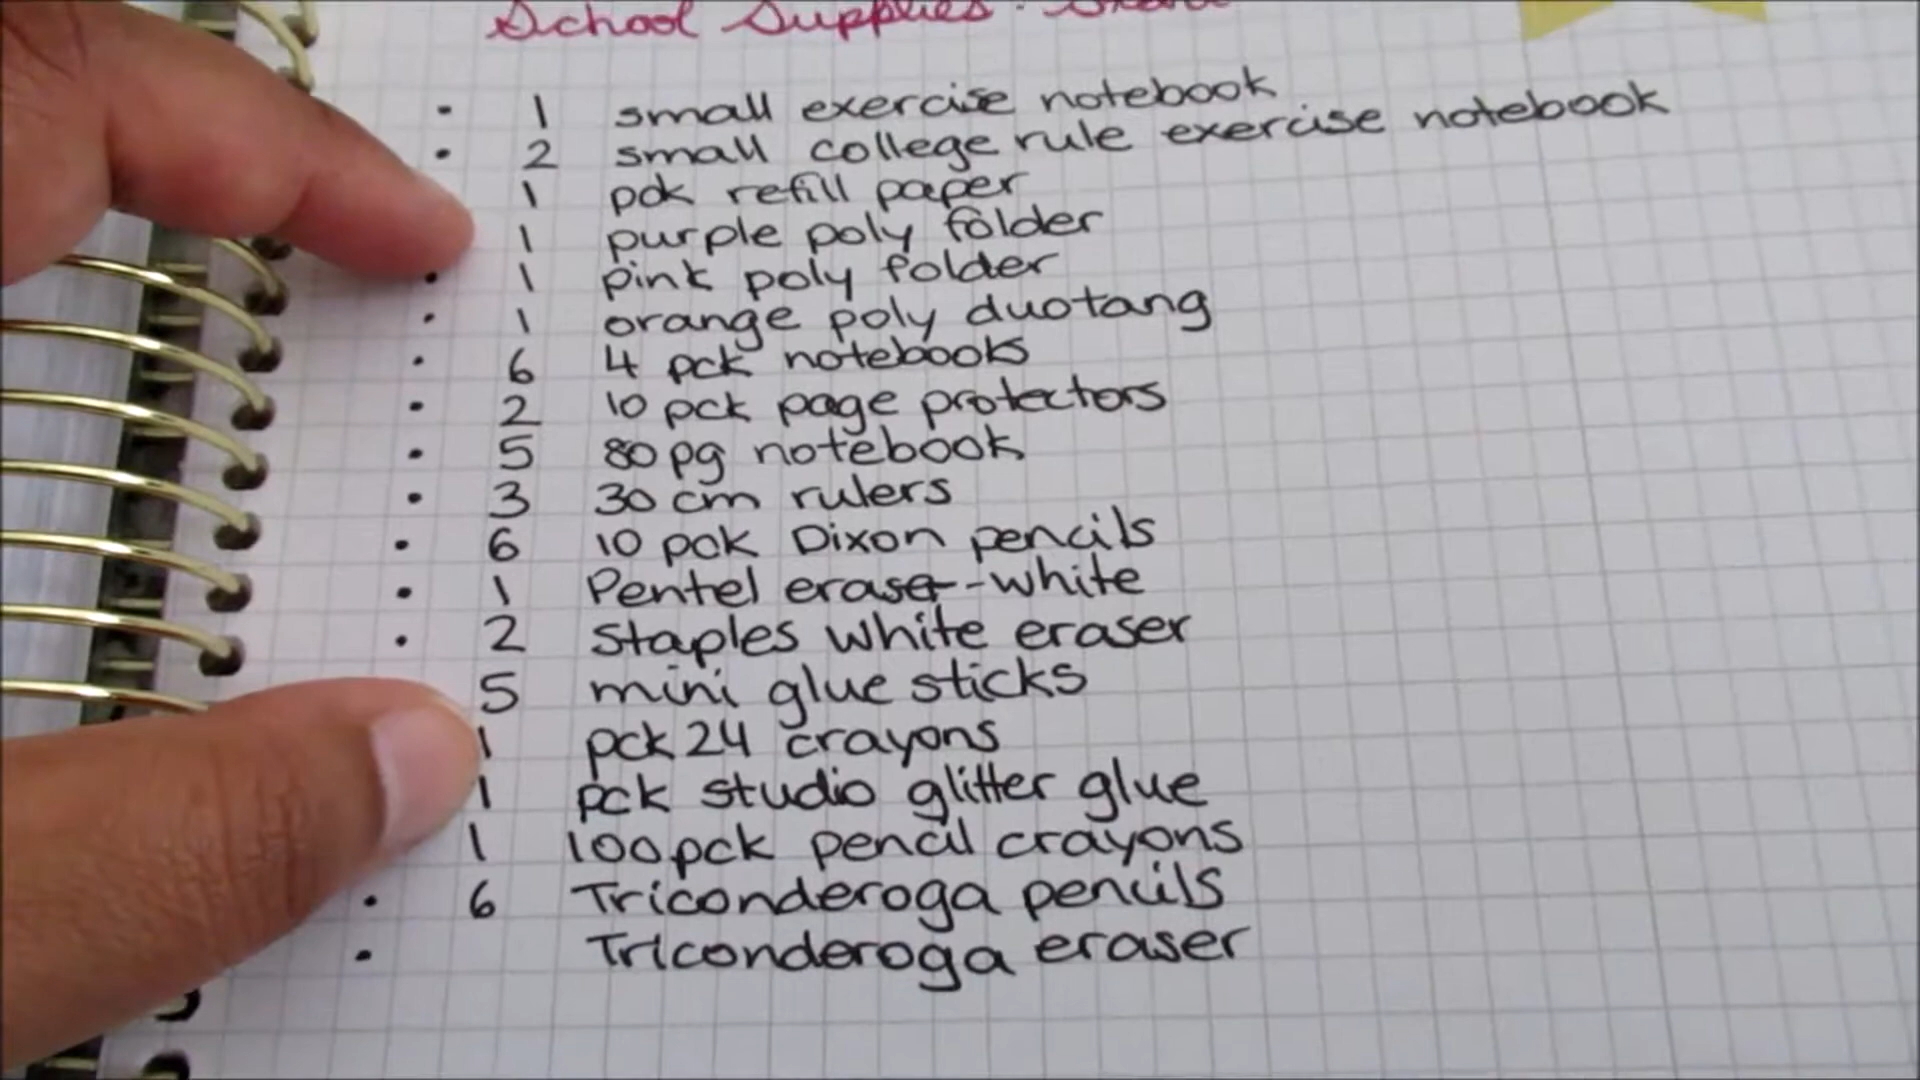 School Supplies
• 1 small exercise notebook
• 2 small college rule exercise notebook
1 pck refill paper
1 purple poly folder
• 1 pink poly folder
• 1 orange poly duotang
• 6 4 pck notebooks
• 2 10 pck page protectors
• 5 80 pg notebook
• 3 30 cm rulers
• 6 10 pck Dixon pencils
• 1 Pentel eraser - white
• 2 Staples white eraser
5 mini glue sticks
1 pck 24 crayons
1 pck studio glitter glue
1 100 pck pencil crayons
• 6 Triconderoga pencils
• Triconderoga eraser